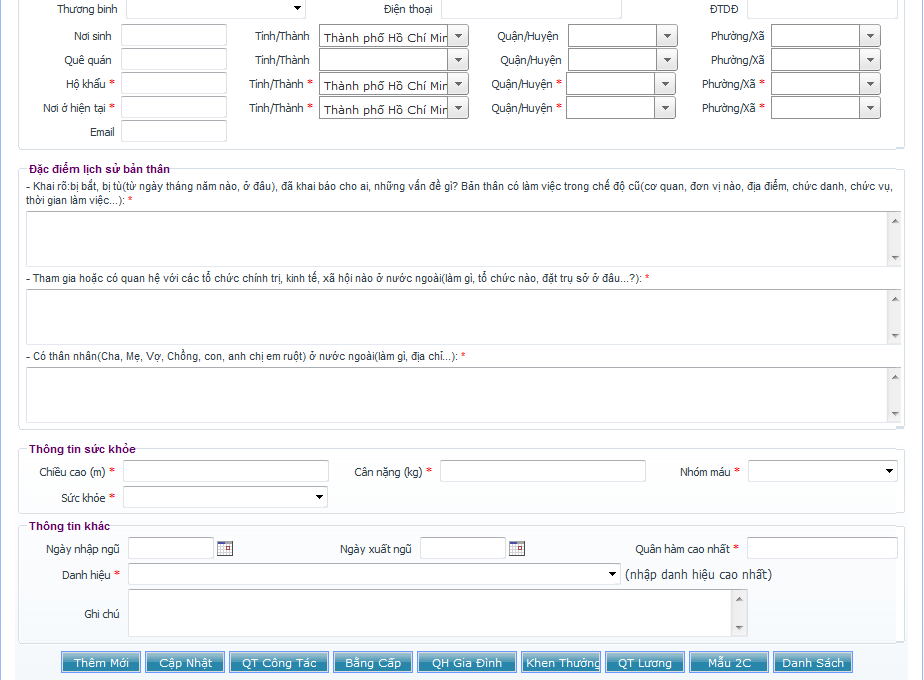 Thương binh Điện thoại ĐTDĐ
Nơi sinh Tỉnh/Thành Thành phố Hồ Chí Min Quận/Huyện Phường/Xã
Quê quán Tỉnh/Thành Quận/Huyện Phường/Xã
Hộ khẩu * Tỉnh/Thành * Thành phố Hồ Chí Min Quận/Huyện * Phường/Xã *
Nơi ở hiện tại * Tỉnh/Thành * Thành phố Hồ Chí Min Quận/Huyện * Phường/Xã *
Email
Đặc điểm lịch sử bản thân
- Khai rõ:bị bắt, bị tù(từ ngày tháng năm nào, ở đâu), đã khai báo cho ai, những vấn đề gì? Bản thân có làm việc trong chế độ cũ(cơ quan, đơn vị nào, địa điểm, chức danh, chức vụ,
thời gian làm việc...): *
- Tham gia hoặc có quan hệ với các tổ chức chính trị, kinh tế, xã hội nào ở nước ngoài(làm gì, tổ chức nào, đặt trụ sở ở đâu...?): *
- Có thân nhân(Cha, Mẹ, Vợ, Chồng, con, anh chị em ruột) ở nước ngoài(làm gì, địa chỉ...): *
Thông tin sức khỏe
Chiều cao (m) * Cân nặng (kg) * Nhóm máu *
Sức khỏe *
Thông tin khác
Ngày nhập ngũ Ngày xuất ngũ Quân hàm cao nhất *
Danh hiệu * (nhập danh hiệu cao nhất)
Ghi chú
Thêm Mới Cập Nhật QT Công Tác Bằng Cấp QH Gia Đình Khen Thưởng QT Lương Mẫu 2C Danh Sách